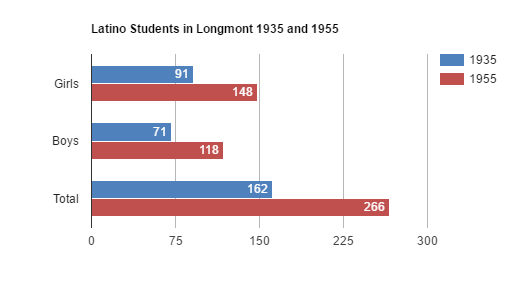 Latino Students in Longmont 1935 and 1955
1935
1955
Girls
91
148
Boys
71
118
Total
162
266
0 75 150 225 300